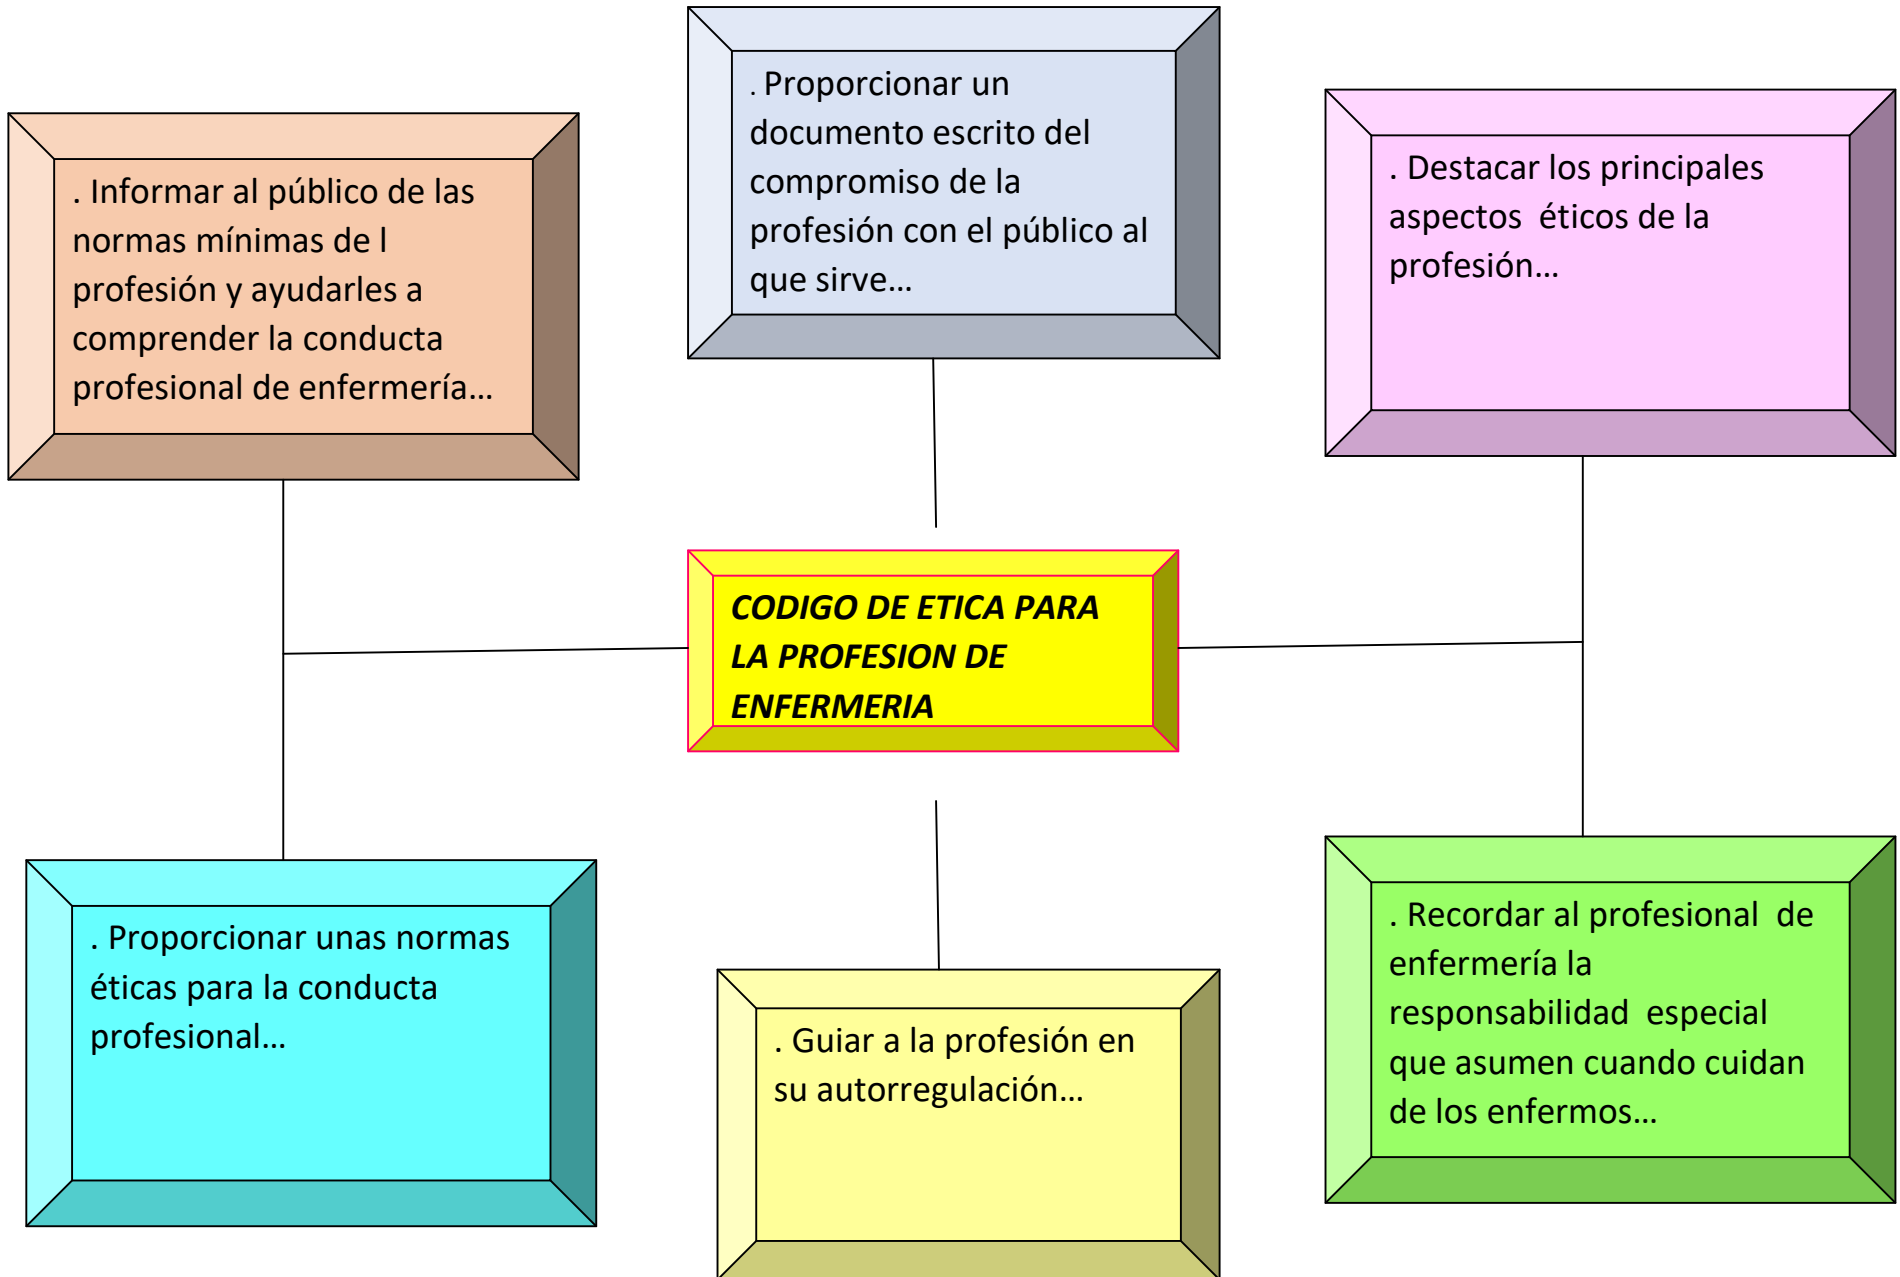 . Informar al público de las
normas mínimas de l
profesión y ayudarles a
comprender la conducta
profesional de enfermería...
. Proporcionar un
documento escrito del
compromiso de la
profesión con el público al
que sirve...
. Destacar los principales
aspectos  éticos de la
profesión...
CODIGO DE ETICA PARA
LA PROFESION DE
ENFERMERIA
. Proporcionar unas normas
éticas para la conducta
profesional...
. Guiar a la profesión en
su autorregulación...
. Recordar al profesional  de
enfermería la
responsabilidad  especial
que asumen cuando cuidan
de los enfermos...